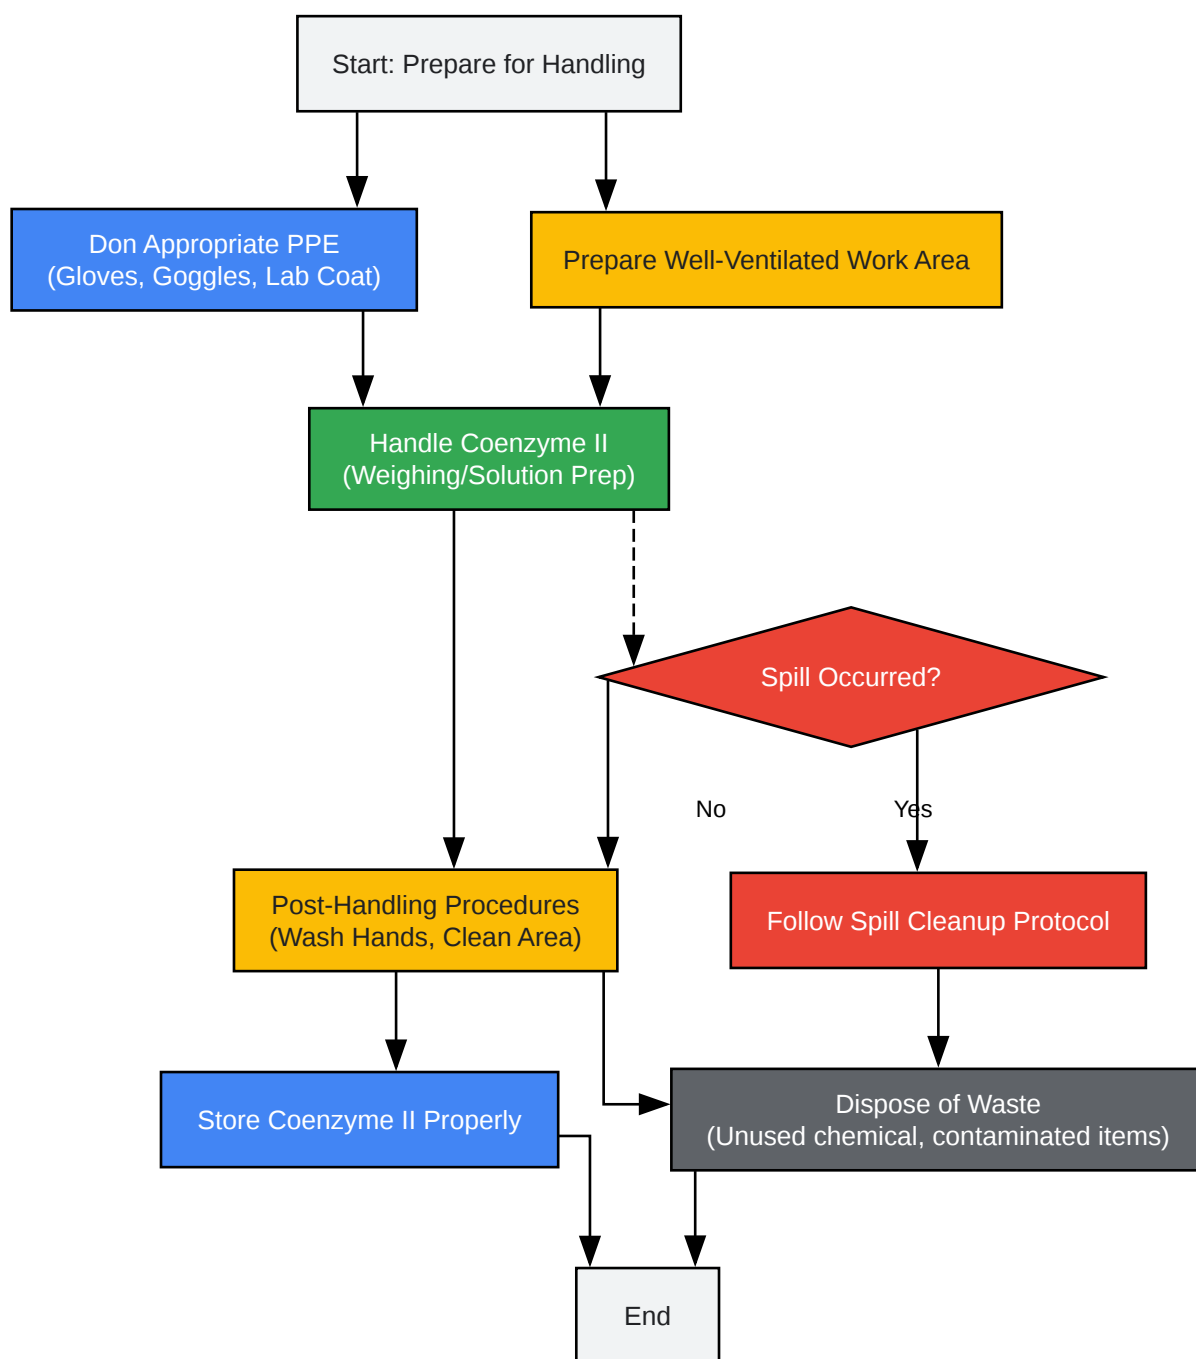 Start: Prepare for Handling
Don Appropriate PPE
(Gloves, Goggles, Lab Coat)
Prepare Well-Ventilated Work Area
Handle Coenzyme II
(Weighing/Solution Prep)
Spill Occurred?
No
Yes
Post-Handling Procedures
(Wash Hands, Clean Area)
Follow Spill Cleanup Protocol
Store Coenzyme II Properly
Dispose of Waste
(Unused chemical, contaminated items)
End